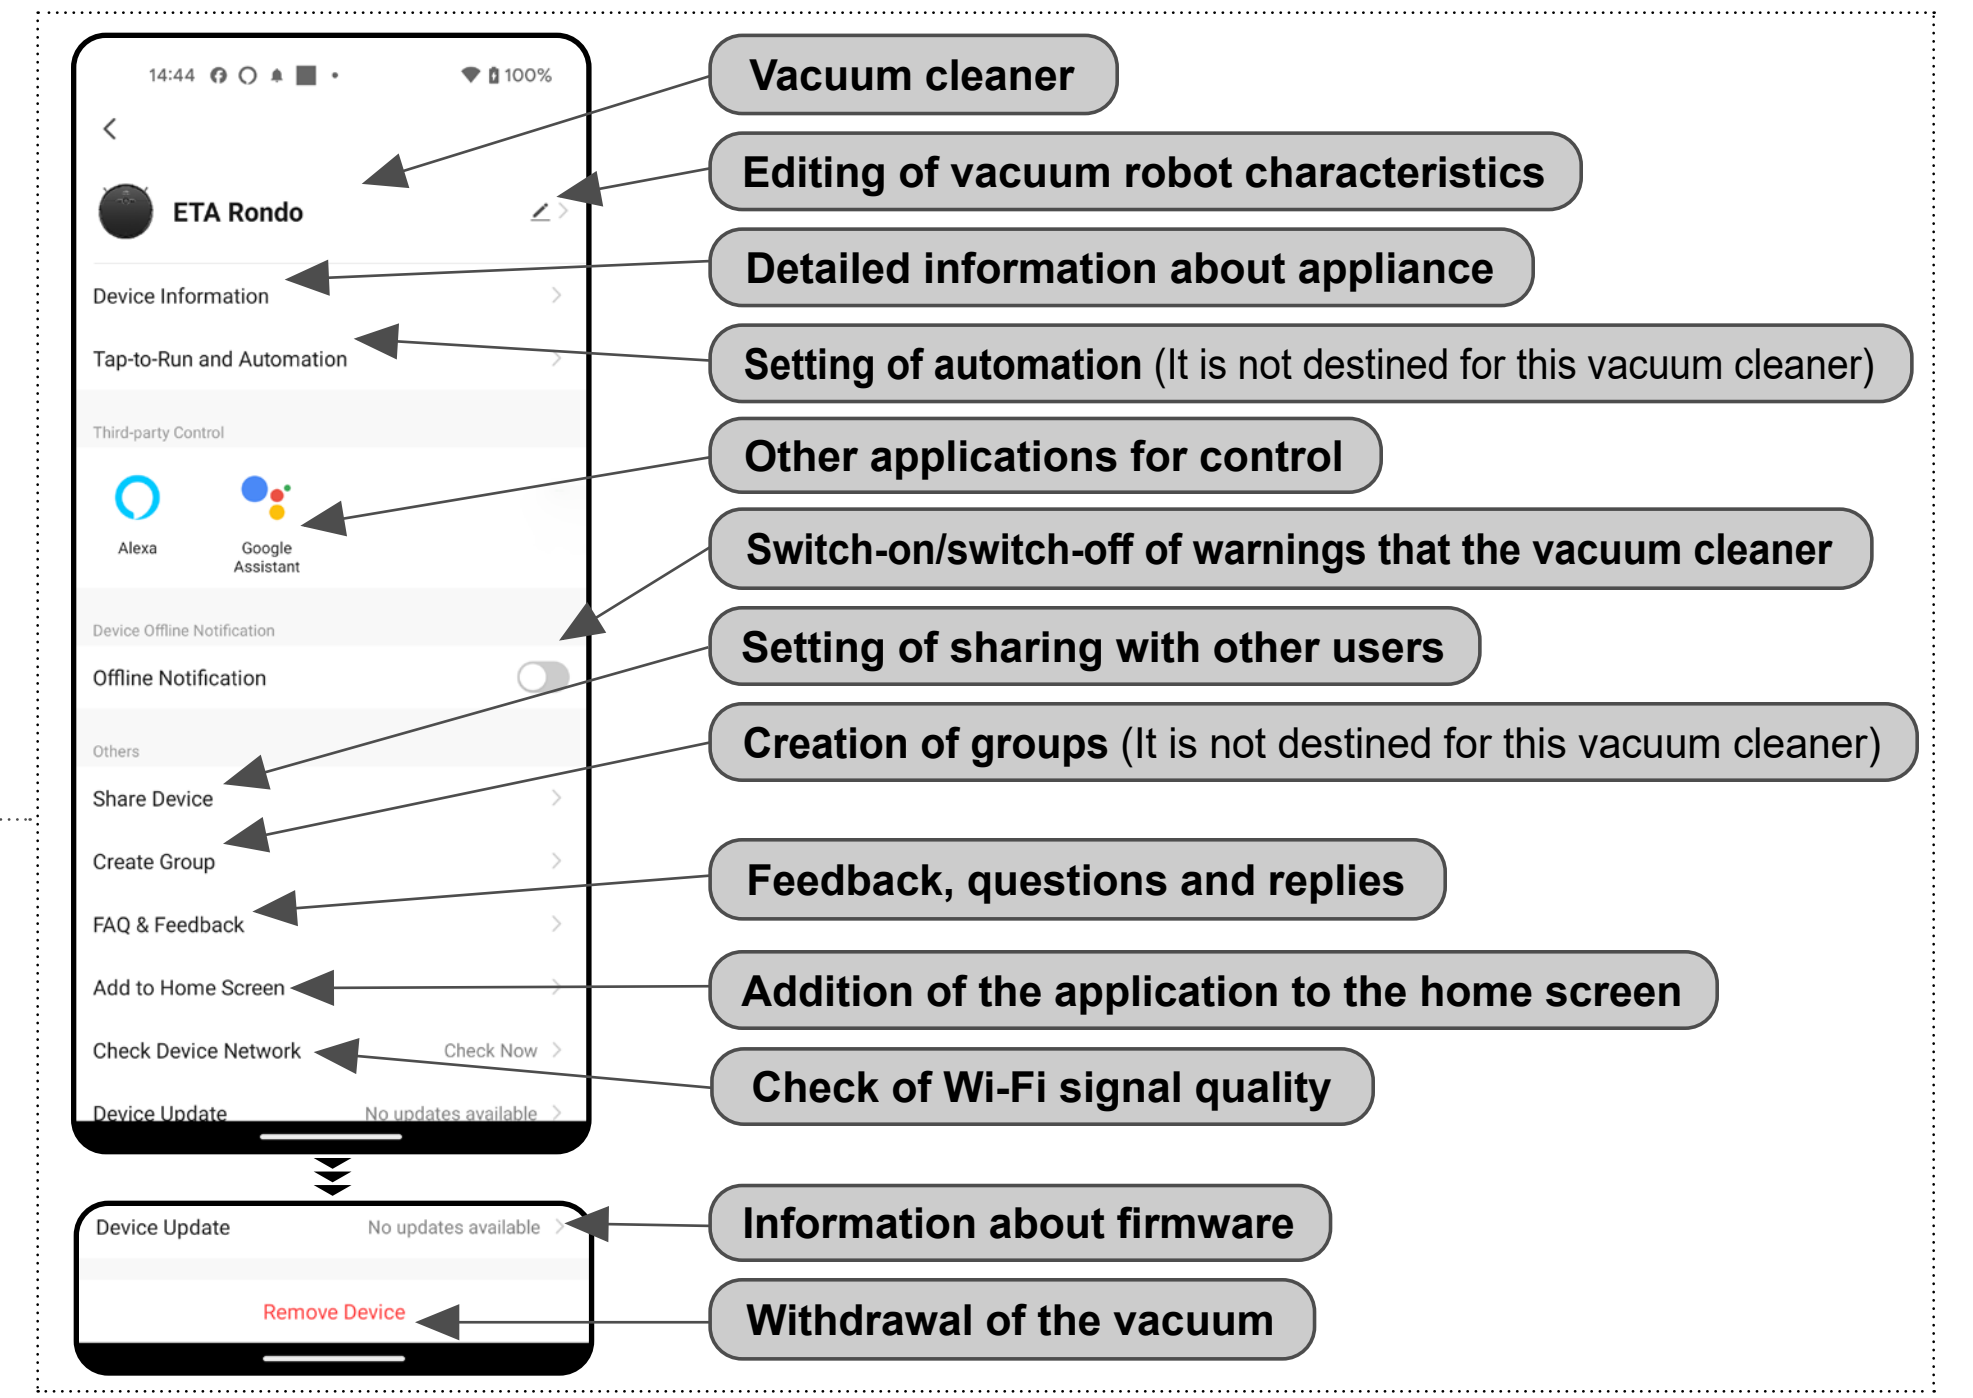 14:44
100%
Vacuum cleaner
Editing of vacuum robot characteristics
ETA Rondo
Detailed information about appliance
Device Information
Setting of automation (It is not destined for this vacuum cleaner)
Tap-to-Run and Automation
Third-party Control
Other applications for control
Alexa
Google
Assistant
Switch-on/switch-off of warnings that the vacuum cleaner
Device Offline Notification
Setting of sharing with other users
Offline Notification
Others
Creation of groups (It is not destined for this vacuum cleaner)
Share Device
Create Group
Feedback, questions and replies
FAQ & Feedback
Add to Home Screen
Addition of the application to the home screen
Check Device Network
Check Now
Check of Wi-Fi signal quality
Device Update
No updates available
Device Update
No updates available
Information about firmware
Remove Device
Withdrawal of the vacuum